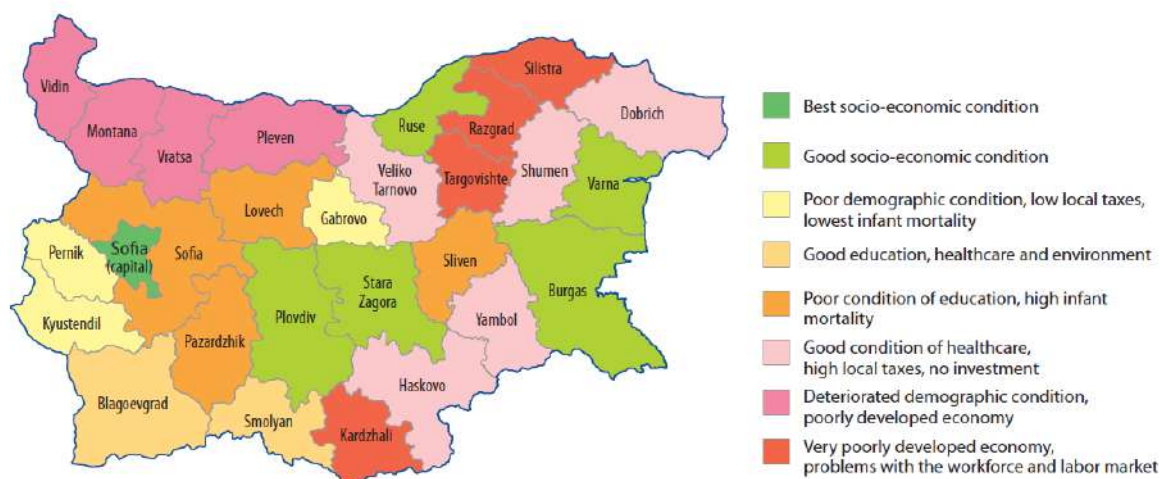 Silistra
Vidin
Dobrich
Ruse
Montana
Razgrad
Pleven
Vratsa
Veliko
Tarnovo
Targovishte
Shumen
Varna
Lovech
Gabrovo
Pernik
Sofia
(capital)
Sofia
Sliven
Stara
Zagora
Burgas
Kyustendil
Plovdiv
Yambol
Pazardzhik
Haskovo
Blagoevgrad
Smolyan
Kardzhali
Best socio-economic condition
Good socio-economic condition
Poor demographic condition, low local taxes,
lowest infant mortality
Good education, healthcare and environment
Poor condition of education, high infant
mortality
Good condition of healthcare,
high local taxes, no investment
Deteriorated demographic condition,
poorly developed economy
Very poorly developed economy,
problems with the workforce and labor market